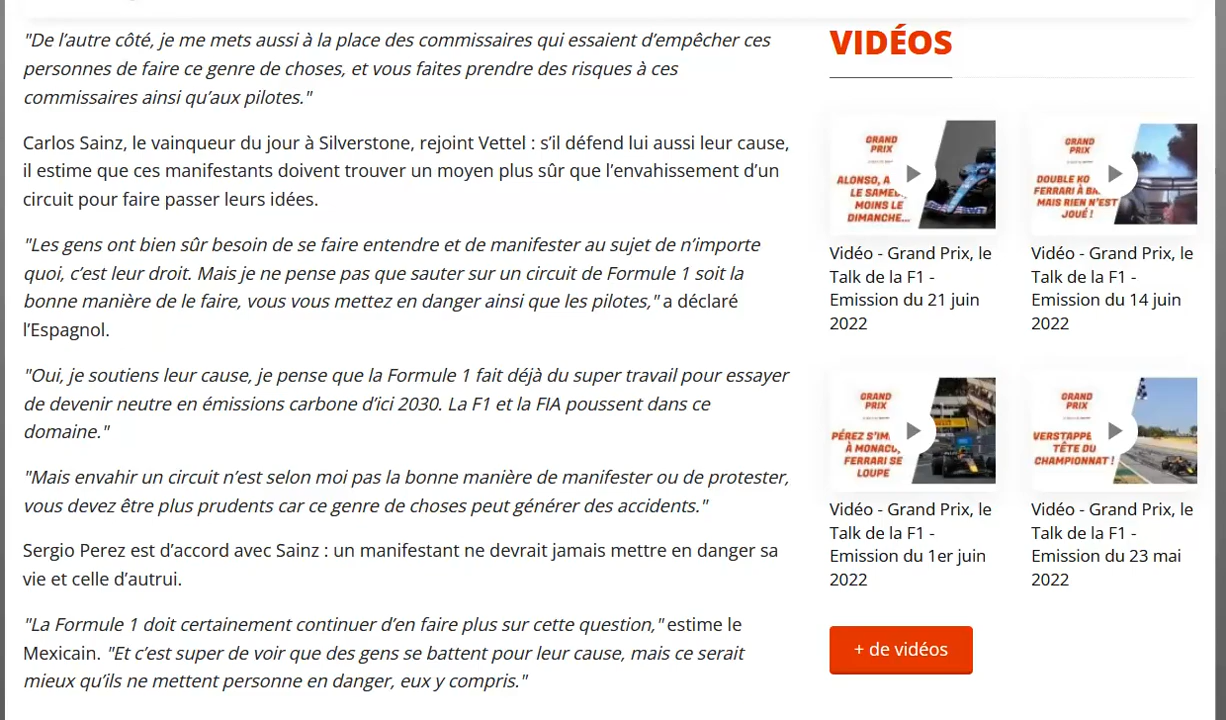 "De l'autre côté, je me mets aussi à la place des commissaires qui essaient d'empêcher ces
personnes de faire ce genre de choses, et vous faites prendre des risques à ces
commissaires ainsi qu'aux pilotes."
Carlos Sainz, le vainqueur du jour à Silverstone, rejoint Vettel : s'il défend lui aussi leur cause,
il estime que ces manifestants doivent trouver un moyen plus sûr que l'envahissement d'un
circuit pour faire passer leurs idées.
"Les gens ont bien sûr besoin de se faire entendre et de manifester au sujet de n'importe
quoi, c'est leur droit. Mais je ne pense pas que sauter sur un circuit de Formule 1 soit la
bonne manière de le faire, vous vous mettez en danger ainsi que les pilotes," a déclaré
l'Espagnol.
"Oui, je soutiens leur cause, je pense que la Formule 1 fait déjà du super travail pour essayer
de devenir neutre en émissions carbone d'ici 2030. La F1 et la FIA poussent dans ce
domaine."
"Mais envahir un circuit n'est selon moi pas la bonne manière de manifester ou de protester,
vous devez être plus prudents car ce genre de choses peut générer des accidents."
Sergio Perez est d'accord avec Sainz : un manifestant ne devrait jamais mettre en danger sa
vie et celle d'autrui.
"La Formule 1 doit certainement continuer d'en faire plus sur cette question," estime le
Mexicain. "Et c'est super de voir que des gens se battent pour leur cause, mais ce serait
mieux qu'ils ne mettent personne en danger, eux y compris."
VIDÉOS
GRAND
PRIX
ALONSO, A
LE SAME
MOINS LE
DIMANCHE...
Vidéo - Grand Prix, le
Talk de la F1 -
Emission du 21 juin
2022
GRAND
PRIX
DOUBLE KO
FERRARI À BA
MAIS RIEN N'EST
JOUÉ !
Vidéo - Grand Prix, le
Talk de la F1 -
Emission du 14 juin
2022
GRAND
PRIX
PÉREZ S'IM
À MONACO,
FERRARI SE
LOUPE
Vidéo - Grand Prix, le
Talk de la F1 -
Emission du 1er juin
2022
GRAND
PRIX
VERSTAPPE
TÊTE DU
CHAMPIONNAT !
Vidéo - Grand Prix, le
Talk de la F1 -
Emission du 23 mai
2022
+ de vidéos